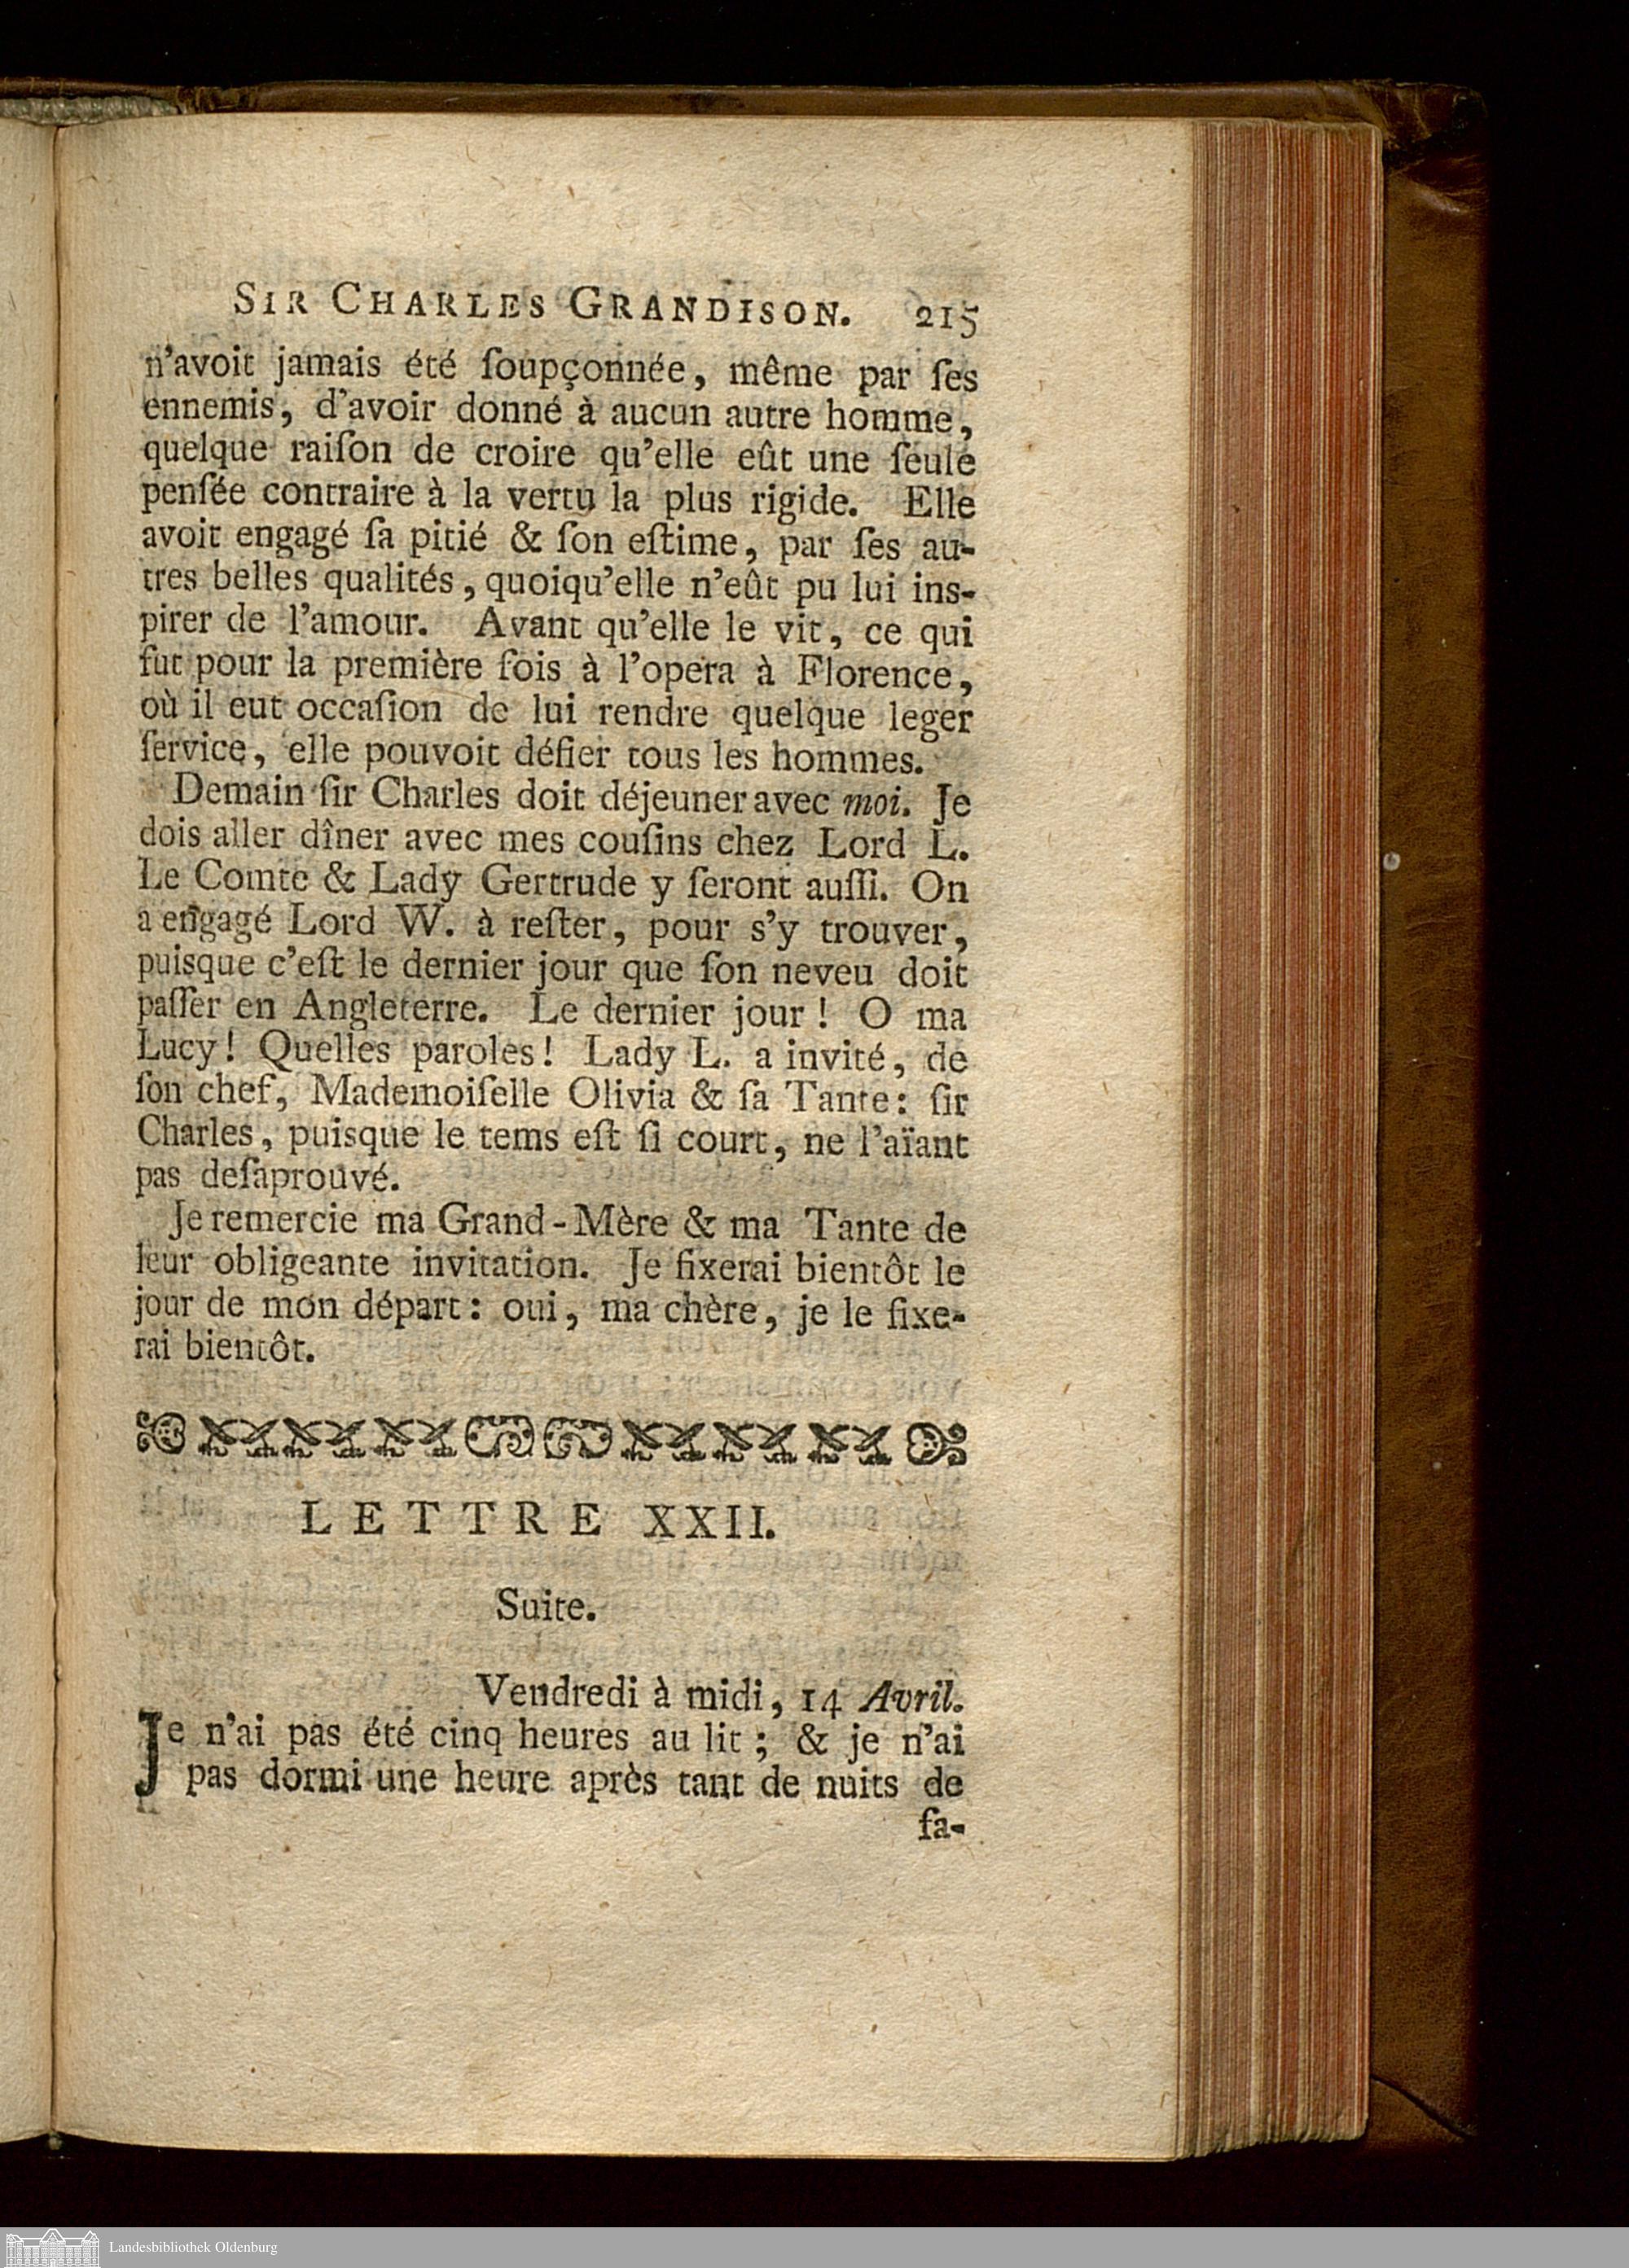 SIR CHARLES GRANDISON. 215
n'avoit jamais été ſoupçonnée, même par ſes
ennemis, d'avoir donné à aucun autre homme,
quelque raiſon de croire qu'elle eût une ſeule
penſée contraire à la vertu la plus rigide. Elle
avoit engagé ſa pitié & ſon eſtime, par ſes au-
tres belles qualités, quoiqu'elle n'eût pu lui ins-
pirer de l'amour. Avant qu'elle le vit, ce qui
fut pour la première fois à l'opera à Florence,
où il eut occaſion de lui rendre quelque leger
ſervice, elle pouvoit défier tous les hommes.
Demain ſir Charles doit déjeuner avec moi. Je
dois aller dîner avec mes couſins chez Lord L.
Le Comte & Lady Gertrude y ſeront auſſi. On
a engagé Lord W. à reſter, pour s'y trouver,
puisque c'eſt le dernier jour que ſon neveu doit
paſſer en Angleterre. Le dernier jour! O ma
Lucy! Quelles paroles! Lady L. a invité, de
ſon chef, Mademoiſelle Olivia & ſa Tante: ſir
Charles, puisque le tems eſt ſi court, ne l'aïant
pas deſaprouvé.
Je remercie ma Grand-Mère & ma Tante de
leur obligeante invitation. Je fixerai bientôt le
jour de mon départ: oui, ma chère, je le fixe-
rai bientôt.
LETTRE XXII.
Suite.
Vendredi à midi, 14 Avril.
Je n'ai pas été cinq heures au lit; & je n'ai
pas dormi une heure après tant de nuits de
fa-
Landesbibliothek Oldenburg